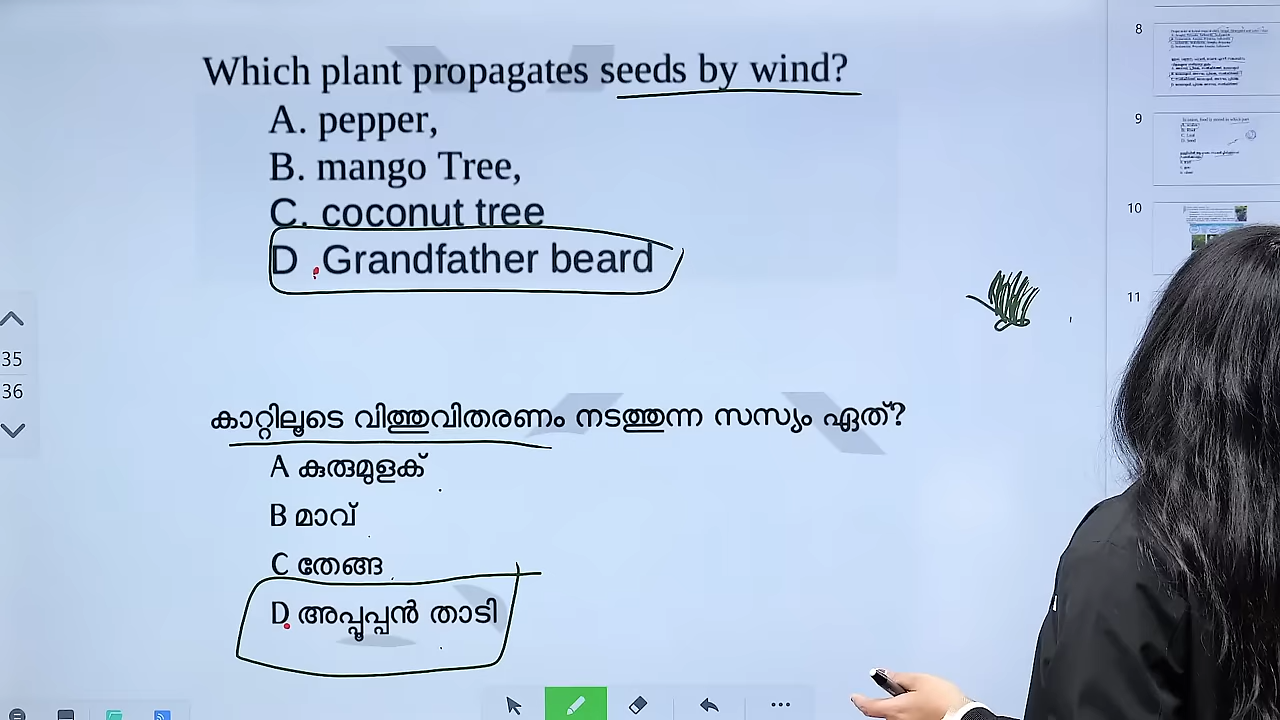 Which plant propagates seeds by wind?
A. pepper,
B. mango Tree,
C. coconut tree
D . Grandfather beard
കാറ്റിലൂടെ വിത്തുവിതരണം നടത്തുന്ന സസ്യം ഏത്?
A കുരുമുളക്
B മാവ്
C തേങ്ങ
D. അപ്പൂപ്പൻ താടി
35
36
8
9
10
11